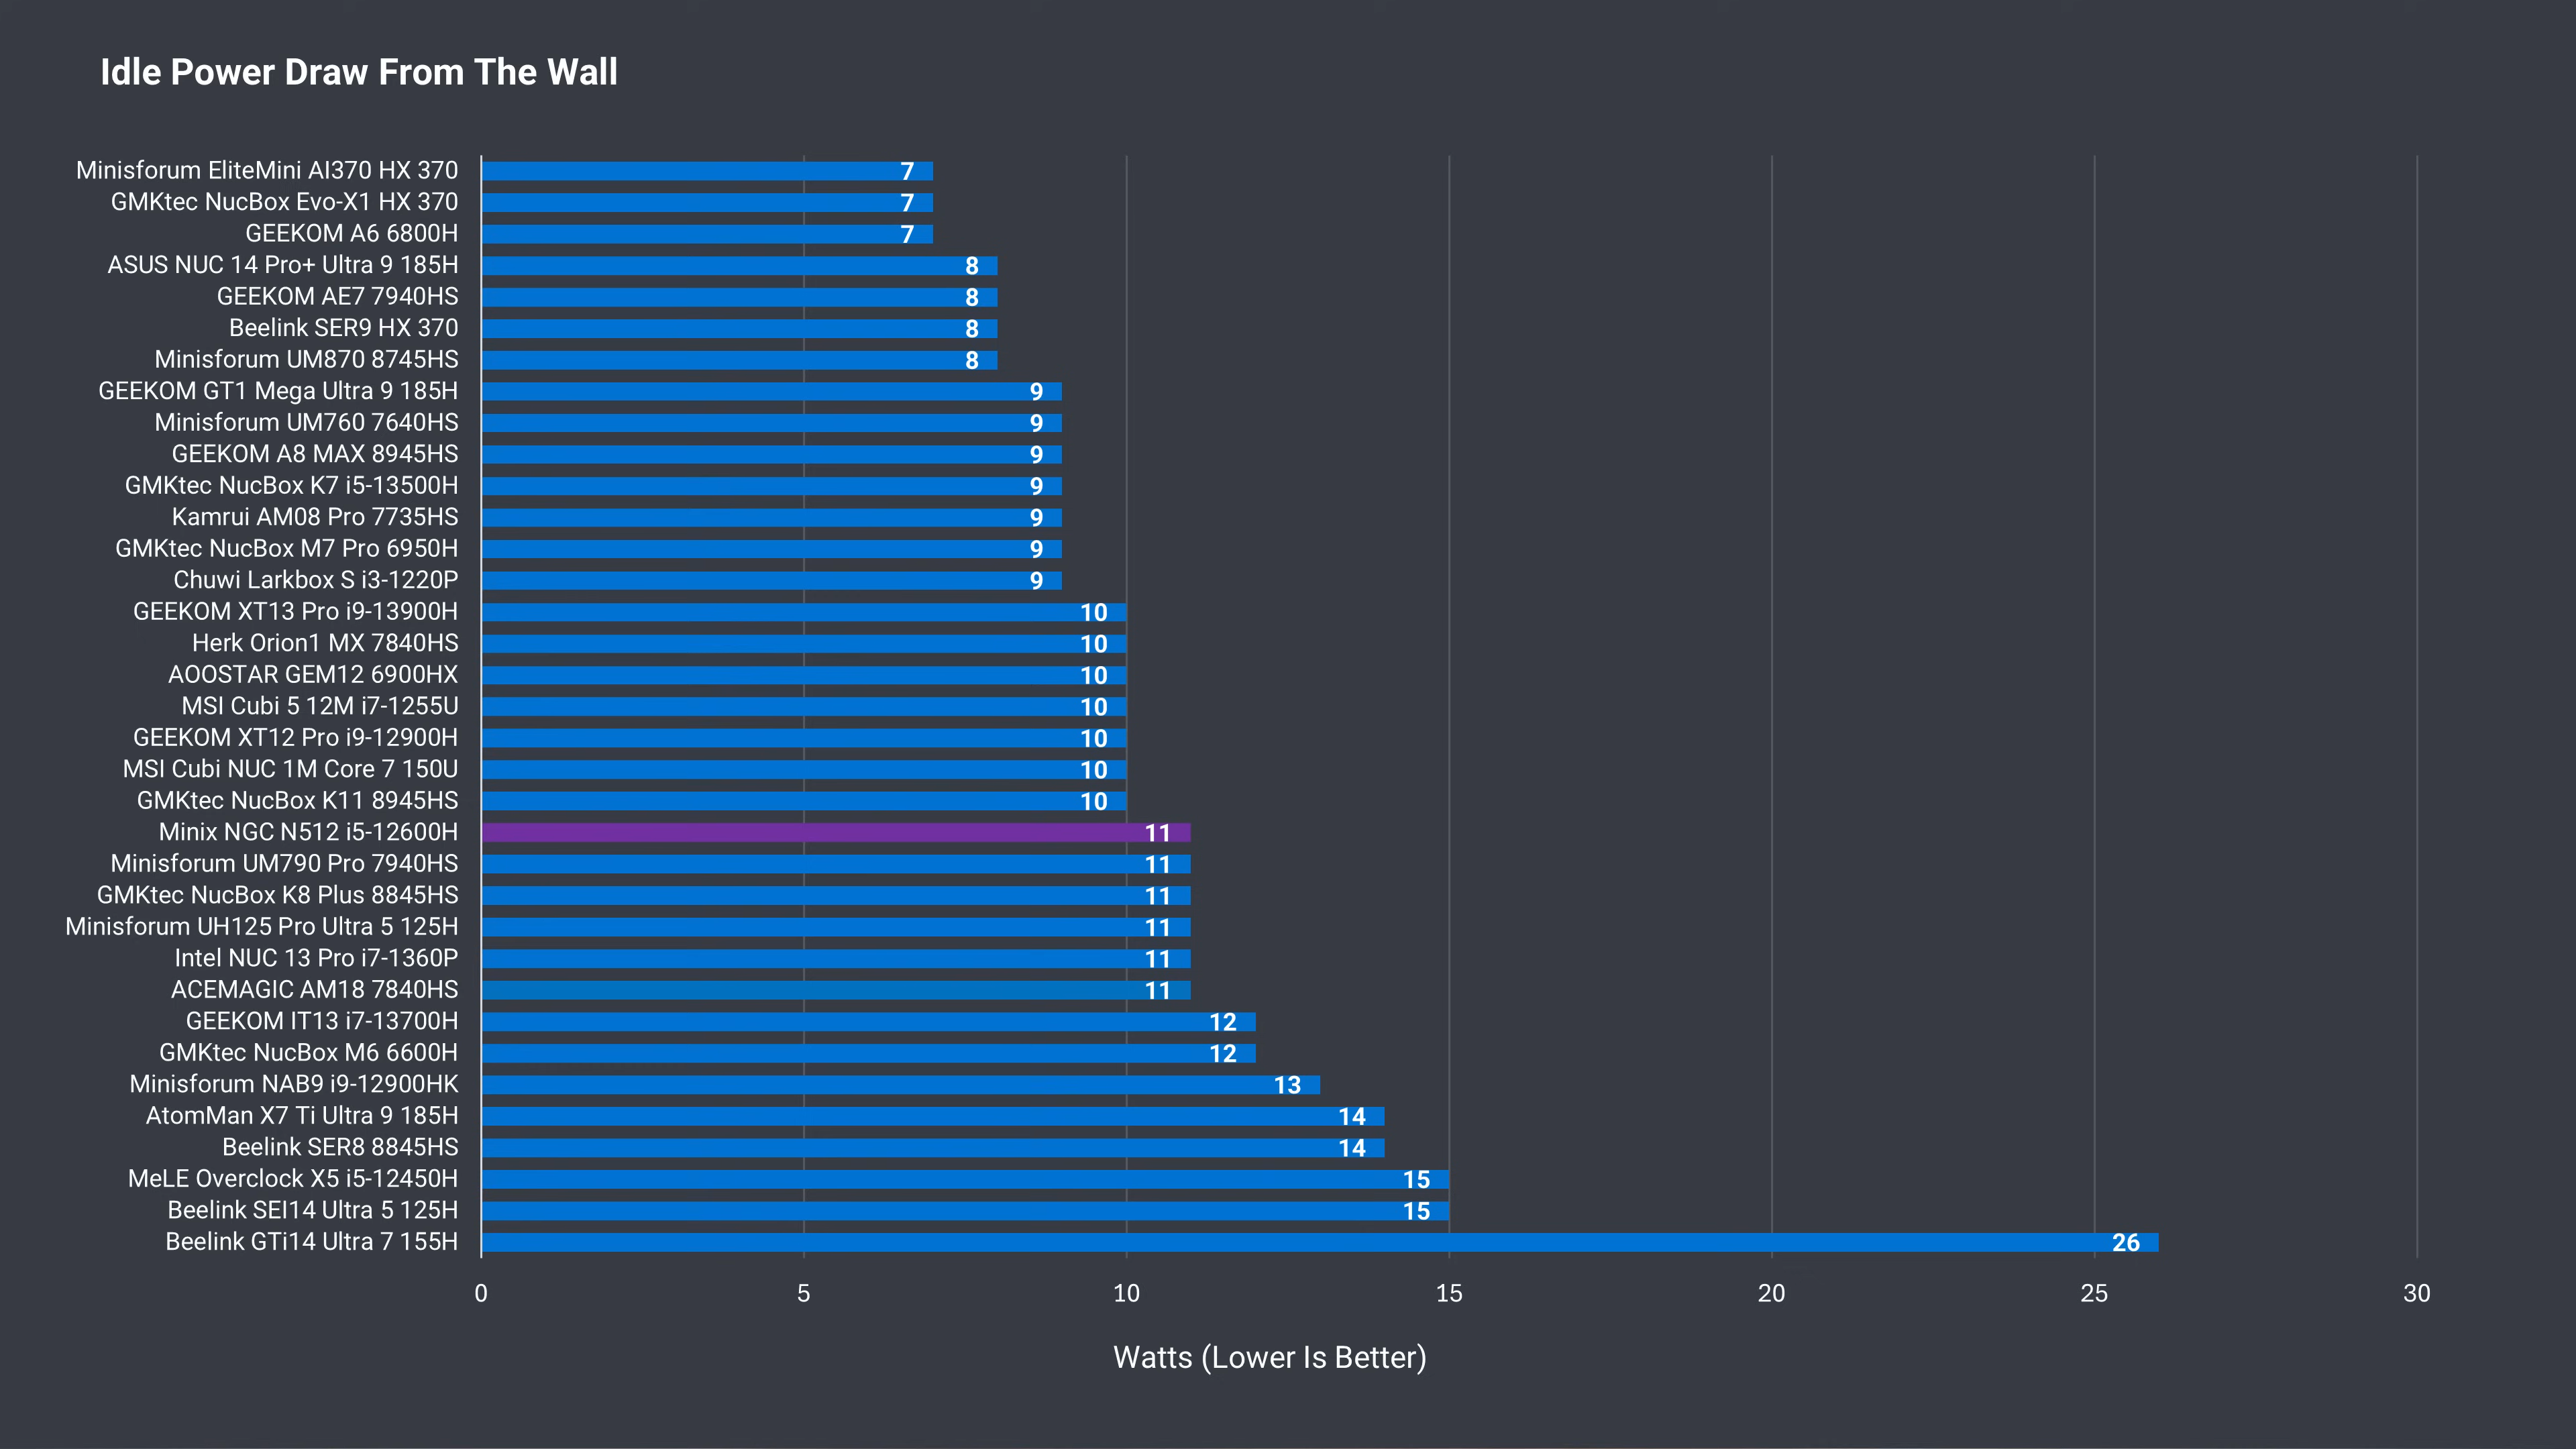 Idle Power Draw From The Wall
Minisforum EliteMini AI370 HX 370 7
GMKtec NucBox Evo-X1 HX 370 7
GEEKOM A6 6800H 7
ASUS NUC 14 Pro+ Ultra 9 185H 8
GEEKOM AE7 7940HS 8
Beelink SER9 HX 370 8
Minisforum UM870 8745HS 8
GEEKOM GT1 Mega Ultra 9 185H 9
Minisforum UM760 7640HS 9
GEEKOM A8 MAX 8945HS 9
GMKtec NucBox K7 i5-13500H 9
Kamrui AM08 Pro 7735HS 9
GMKtec NucBox M7 Pro 6950H 9
Chuwi Larkbox S i3-1220P 9
GEEKOM XT13 Pro i9-13900H 10
Herk Orion1 MX 7840HS 10
AOOSTAR GEM12 6900HX 10
MSI Cubi 5 12M i7-1255U 10
GEEKOM XT12 Pro i9-12900H 10
MSI Cubi NUC 1M Core 7 150U 10
GMKtec NucBox K11 8945HS 10
Minix NGC N512 i5-12600H 11
Minisforum UM790 Pro 7940HS 11
GMKtec NucBox K8 Plus 8845HS 11
Minisforum UH125 Pro Ultra 5 125H 11
Intel NUC 13 Pro i7-1360P 11
ACEMAGIC AM18 7840HS 11
GEEKOM IT13 i7-13700H 12
GMKtec NucBox M6 6600H 12
Minisforum NAB9 i9-12900HK 13
AtomMan X7 Ti Ultra 9 185H 14
Beelink SER8 8845HS 14
MeLE Overclock X5 i5-12450H 15
Beelink SEI14 Ultra 5 125H 15
Beelink GTi14 Ultra 7 155H 26
0 5 10 15 20 25 30
Watts (Lower Is Better)